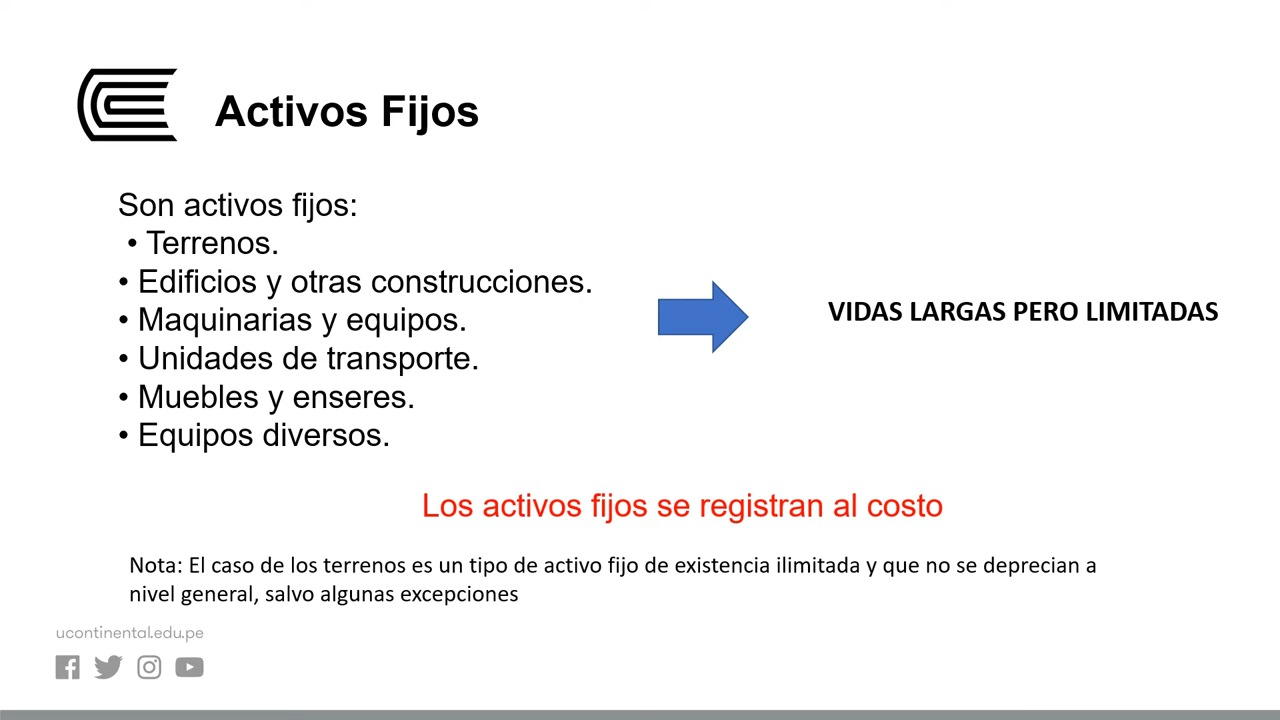 Activos Fijos
Son activos fijos:
• Terrenos.
• Edificios y otras construcciones.
• Maquinarias y equipos.
• Unidades de transporte.
• Muebles y enseres.
• Equipos diversos.
VIDAS LARGAS PERO LIMITADAS
Los activos fijos se registran al costo
Nota: El caso de los terrenos es un tipo de activo fijo de existencia ilimitada y que no se deprecian a
nivel general, salvo algunas excepciones
ucontinental.edu.pe